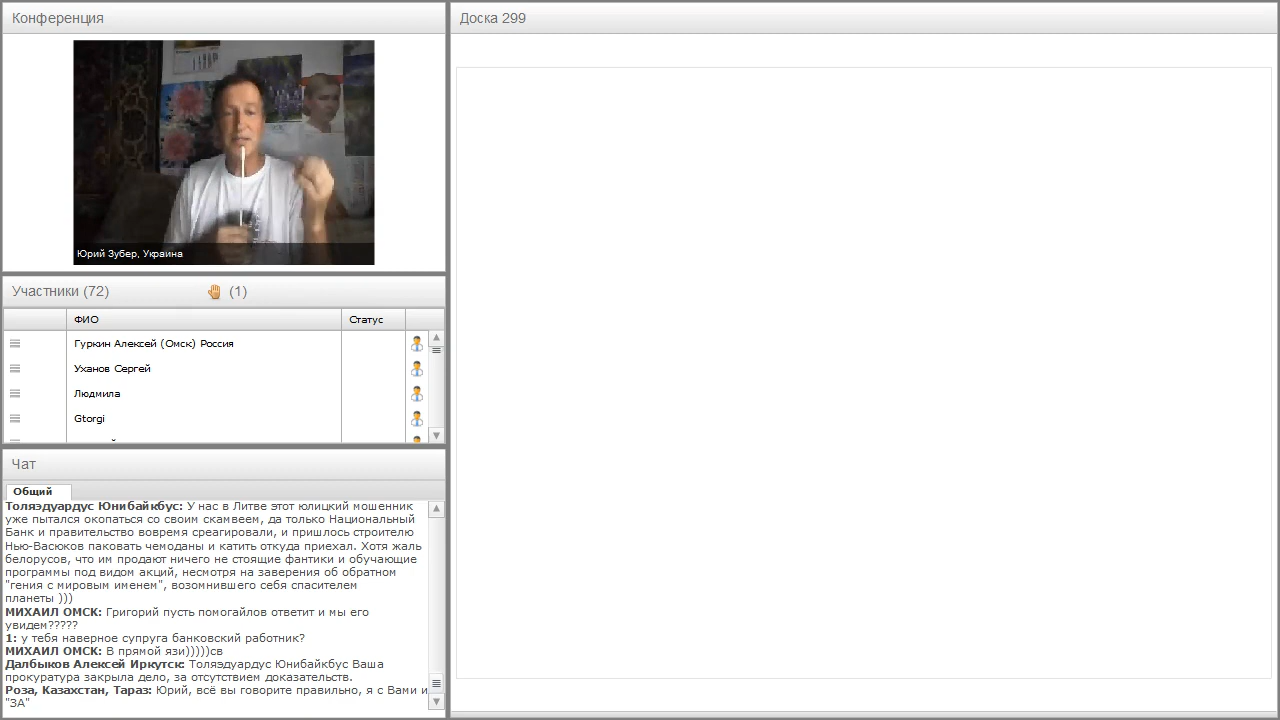 Конференция
Юрий Зубер, Украина
Участники (72)
(1)
ФИО
Статус
Гуркин Алексей (Омск) Россия
Уханов Сергей
Людмила
Gtorgi
Чат
Общий
Толяэдуардус Юнибайкбус: У нас в Литве этот юлицкий мошенник
уже пытался окопаться со своим скамвеем, да только Национальный
Банк и правительство вовремя среагировали, и пришлось строителю
Нью-Васюков паковать чемоданы и катить откуда приехал. Хотя жаль
белорусов, что им продают ничего не стоящие фантики и обучающие
программы под видом акций, несмотря на заверения об обратном
"гения с мировым именем", возомнившего себя спасителем
планеты )))
МИХАИЛ ОМСК: Григорий пусть помогайлов ответит и мы его
увидем?????
1: у тебя наверное супруга банковский работник?
МИХАИЛ ОМСК: В прямой язи)))))св
Далбыков Алексей Иркутск: Толяэдуардус Юнибайкбус Ваша
прокуратура закрыла дело, за отсутствием доказательств.
Роза, Казахстан, Тараз: Ювий, всё вы говорите правильно, я с Вами и
"ЗА"
Доска 299